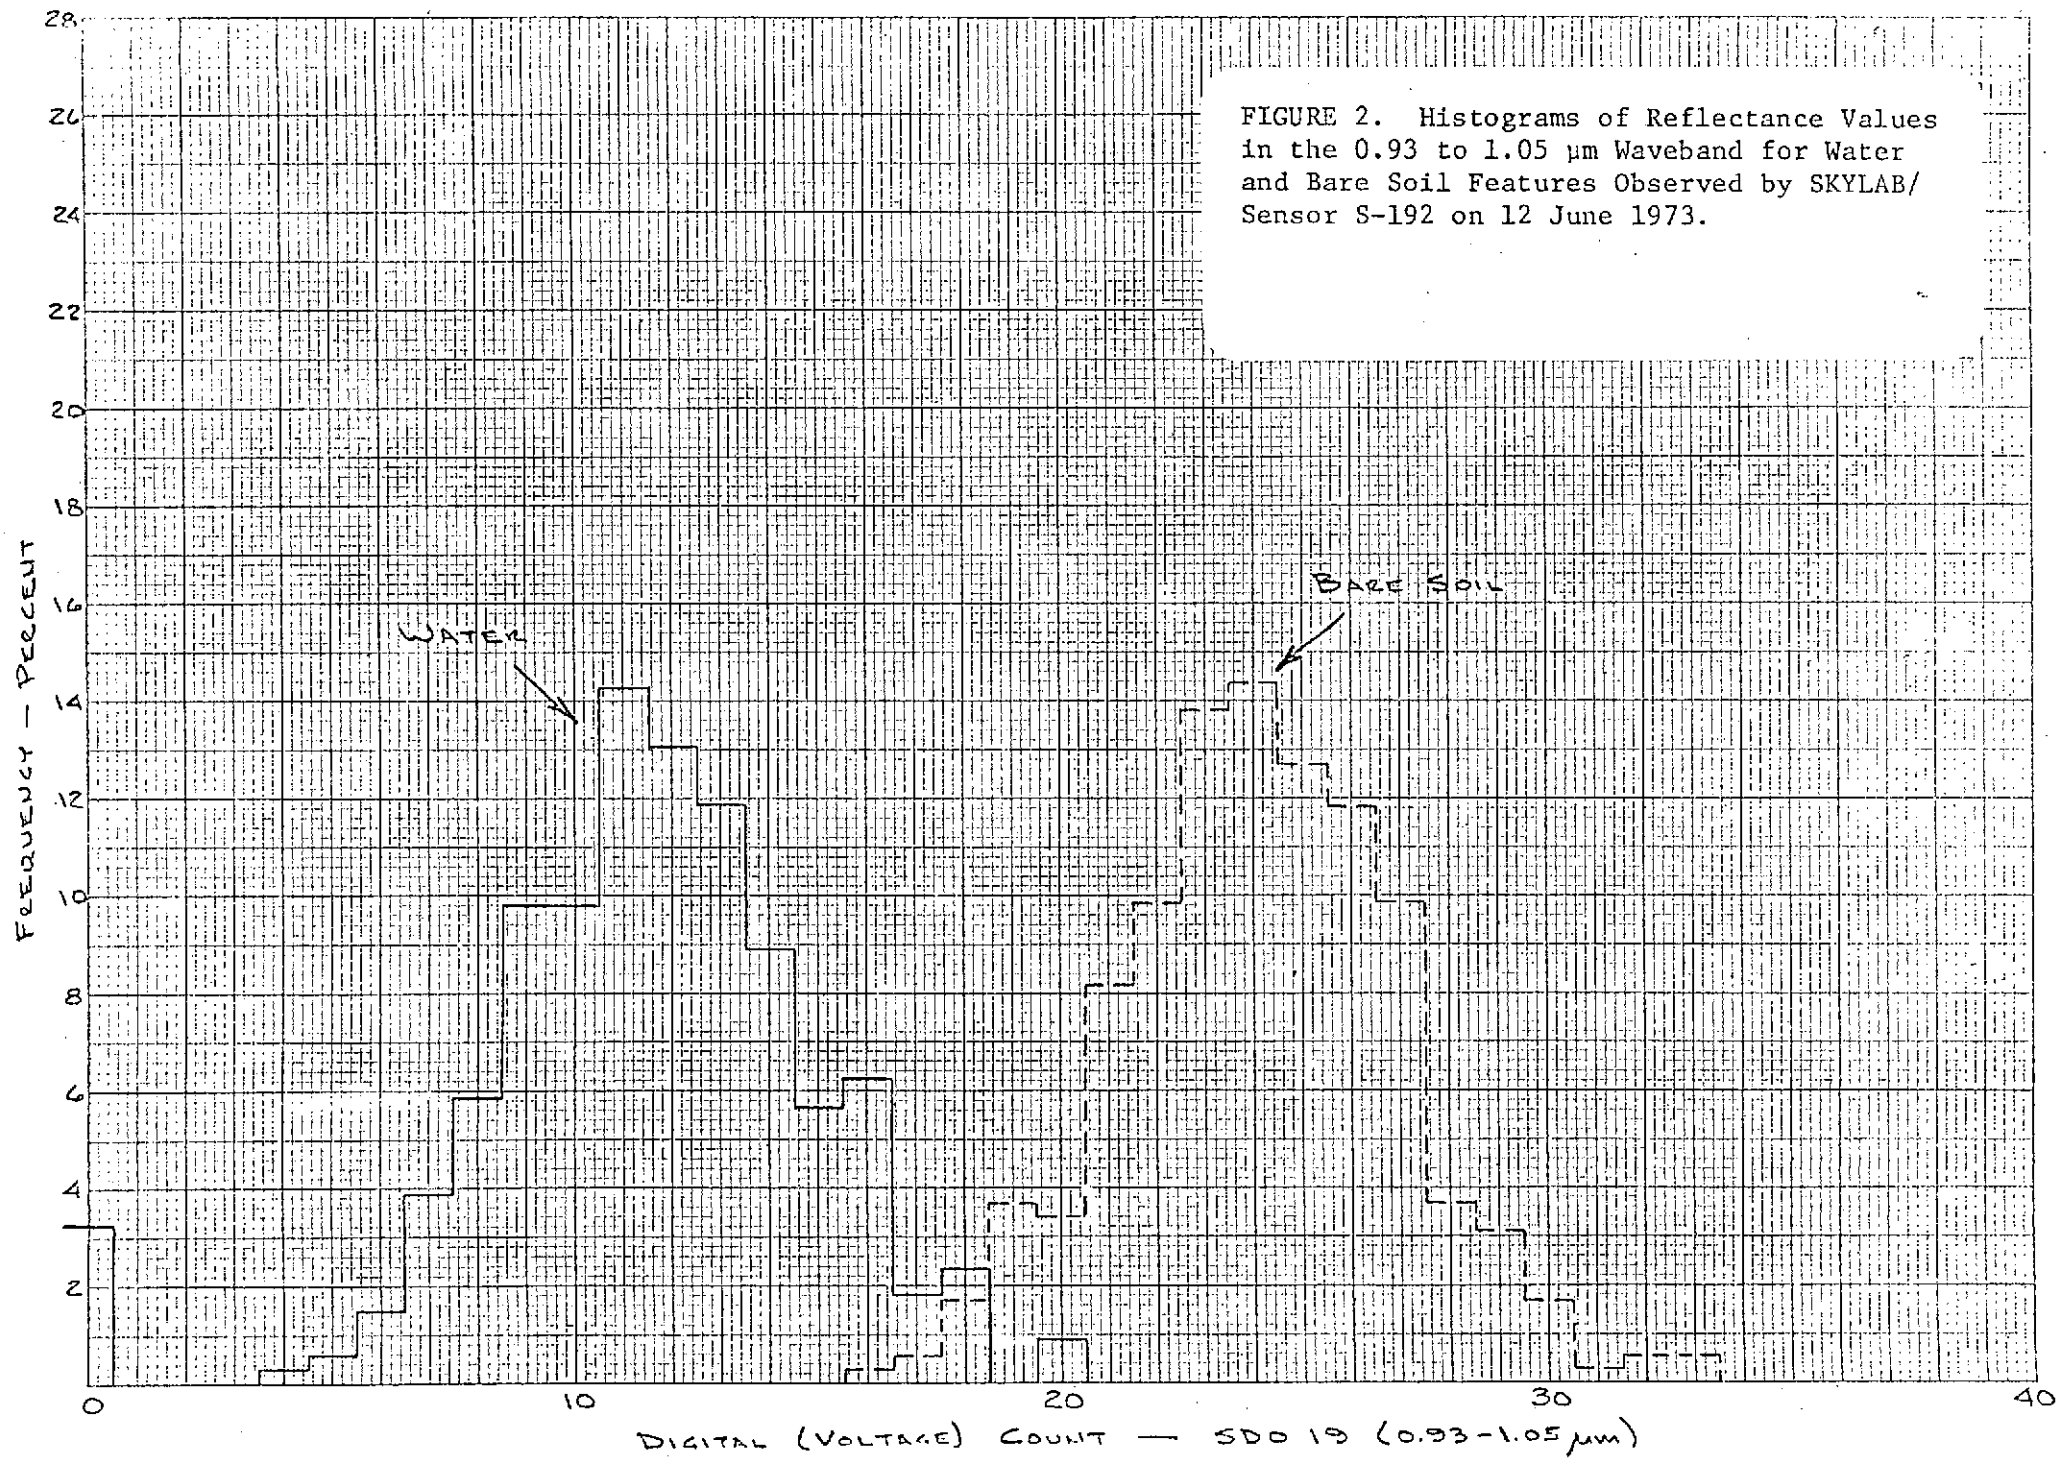 FIGURE 2. Histograms of Reflectance Values
in the 0.93 to 1.05 µm Waveband for Water
and Bare Soil Features Observed by SKYLAB/
Sensor S-192 on 12 June 1973.
28
26
24
22
20
18
16
14
12
10
8
6
4
2
FREQUENCY — PERCENT
WATER
BARE SOIL
0 10 20 30 40
DIGITAL (VOLTAGE) COUNT — SDO 19 (0.93-1.05 µm)